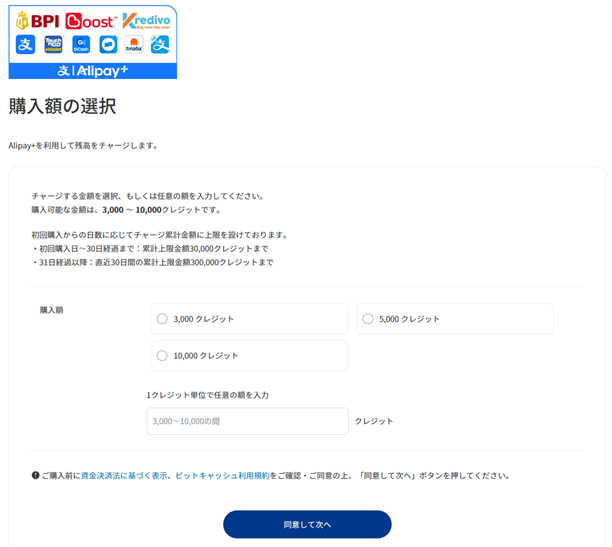 BPI Boost Kredivo
Buy now, Pay later
Touch 'n GO eWallet GCash tinaba
支 | Alipay+
購入額の選択
Alipay+を利用して残高をチャージします。
チャージする金額を選択、もしくは任意の額を入力してください。
購入可能な金額は、3,000 ～ 10,000クレジットです。
初回購入からの日数に応じてチャージ累計金額に上限を設けております。
・初回購入日～30日経過まで：累計上限金額30,000クレジットまで
・31日経過以降：直近30日間の累計上限金額300,000クレジットまで
購入額
3,000 クレジット
5,000 クレジット
10,000 クレジット
1クレジット単位で任意の額を入力
3,000～10,000の間 クレジット
ご購入前に資金決済法に基づく表示、ビットキャッシュ利用規約をご確認・ご同意の上、「同意して次へ」ボタンを押してください。
同意して次へ